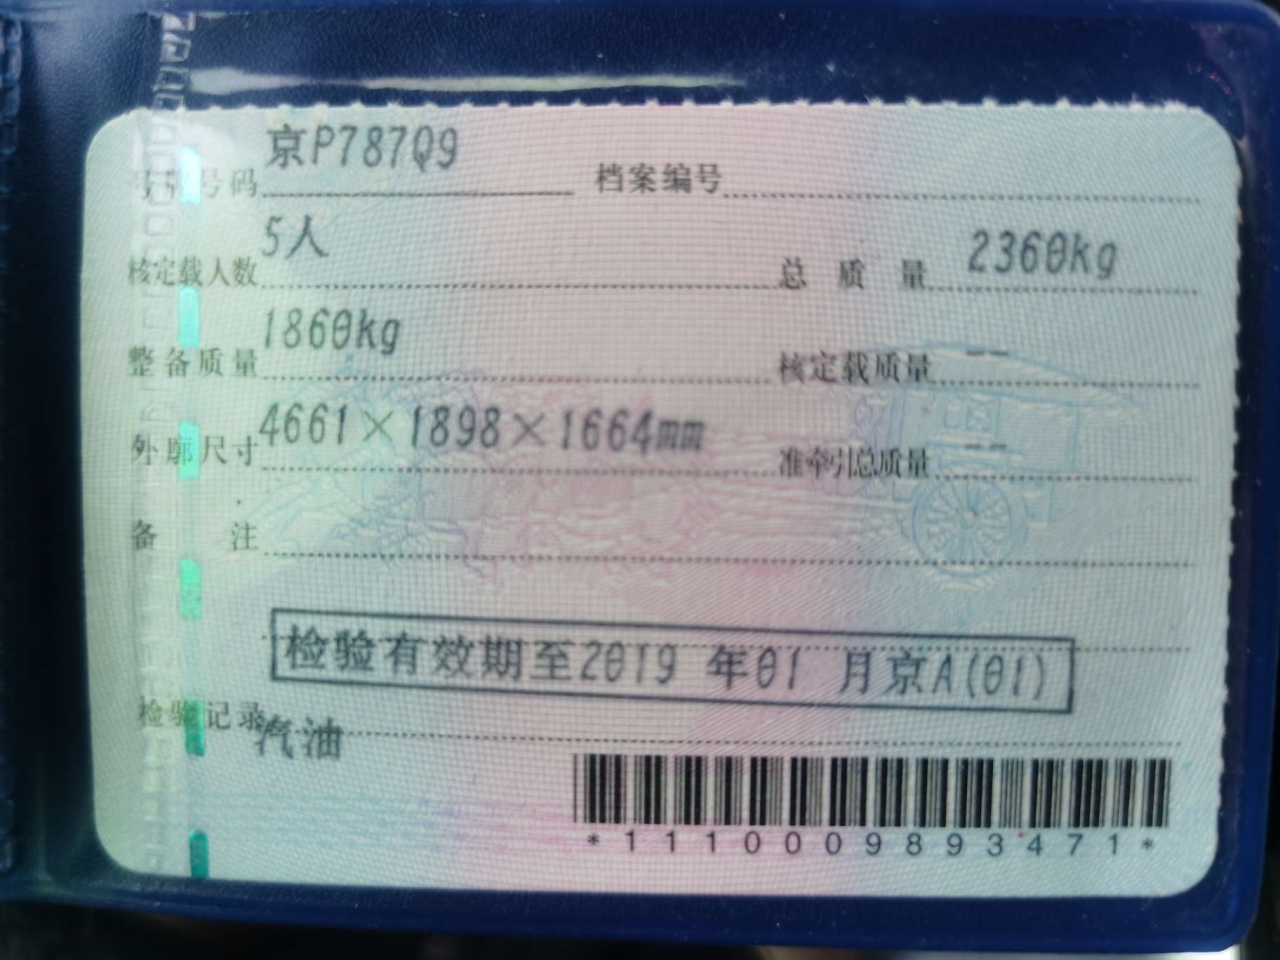 号牌号码 京P787Q9 档案编号
核定载人数 5人 总质量 2360kg
整备质量 1860kg 核定载质量 --
外廓尺寸 4661×1898×1664mm 准牵引总质量 --
备注
检验有效期至2019年01月京A(01)
检验记录 汽油
*1110009893471*